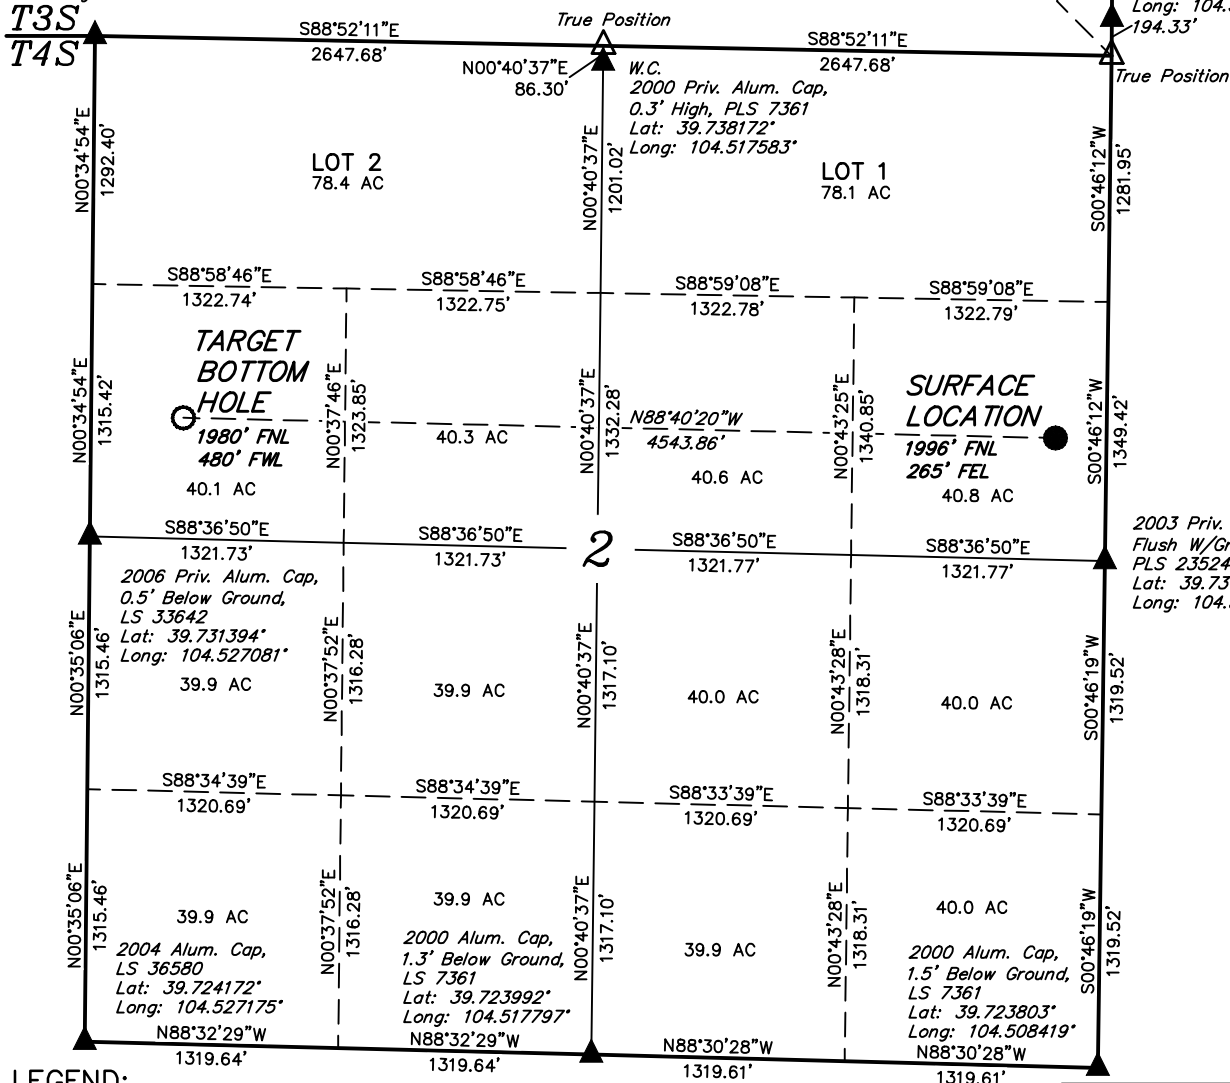 T3S
T4S
True Position
S88°52'11"E
2647.68'
S88°52'11"E
2647.68'
Long: 104.
194.33'
True Position
N00°40'37"E
86.30'
W.C.
2000 Priv. Alum. Cap,
0.3' High, PLS 7361
Lat: 39.738172°
Long: 104.517583°
N00°34'54"E
1292.40'
LOT 2
78.4 AC
N00°40'37"E
1201.02'
LOT 1
78.1 AC
S00°46'12"W
1281.95'
S88°58'46"E
1322.74'
S88°58'46"E
1322.75'
S88°59'08"E
1322.78'
S88°59'08"E
1322.79'
N00°34'54"E
1315.42'
TARGET
BOTTOM
HOLE
1980' FNL
480' FWL
40.1 AC
N00°37'46"E
1323.85'
40.3 AC
N00°40'37"E
1332.28'
N88°40'20"W
4543.86'
40.6 AC
N00°43'25"E
1340.85'
SURFACE
LOCATION
1996' FNL
265' FEL
40.8 AC
S00°46'12"W
1349.42'
S88°36'50"E
1321.73'
S88°36'50"E
1321.73'
2
S88°36'50"E
1321.77'
S88°36'50"E
1321.77'
2003 Priv.
Flush W/Gr
PLS 23524
Lat: 39.73
Long: 104.
2006 Priv. Alum. Cap,
0.5' Below Ground,
LS 33642
Lat: 39.731394°
Long: 104.527081°
N00°35'06"E
1315.46'
39.9 AC
N00°37'52"E
1316.28'
39.9 AC
N00°40'37"E
1317.10'
40.0 AC
N00°43'28"E
1318.31'
40.0 AC
S00°46'19"W
1319.52'
S88°34'39"E
1320.69'
S88°34'39"E
1320.69'
S88°33'39"E
1320.69'
S88°33'39"E
1320.69'
N00°35'06"E
1315.46'
39.9 AC
2004 Alum. Cap,
LS 36580
Lat: 39.724172°
Long: 104.527175°
N00°37'52"E
1316.28'
39.9 AC
2000 Alum. Cap,
1.3' Below Ground,
LS 7361
Lat: 39.723992°
Long: 104.517797°
N00°40'37"E
1317.10'
39.9 AC
N00°43'28"E
1318.31'
40.0 AC
2000 Alum. Cap,
1.5' Below Ground,
LS 7361
Lat: 39.723803°
Long: 104.508419°
S00°46'19"W
1319.52'
N88°32'29"W
1319.64'
N88°32'29"W
1319.64'
N88°30'28"W
1319.61'
N88°30'28"W
1319.61'
LEGEND: